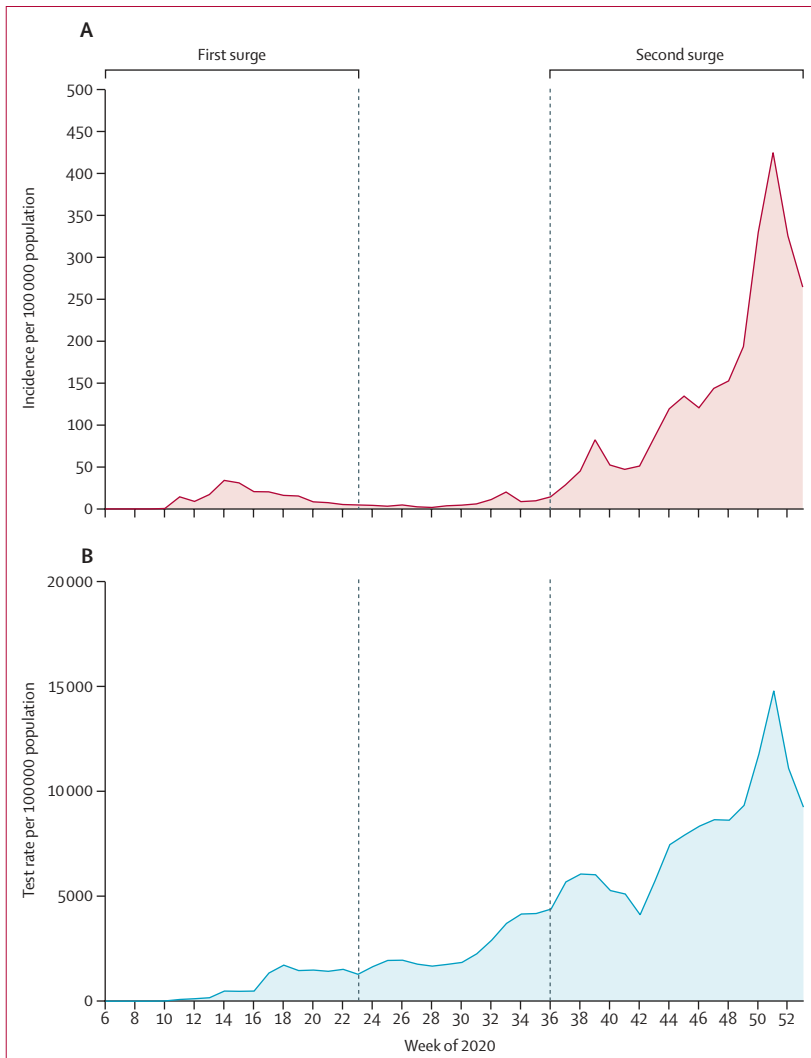 A
First surge
Second surge
Incidence per 100 000 population
500
450
400
350
300
250
200
150
100
50
0
B
Test rate per 100 000 population
20 000
15 000
10 000
5000
0
6 8 10 12 14 16 18 20 22 24 26 28 30 32 34 36 38 40 42 44 46 48 50 52
Week of 2020